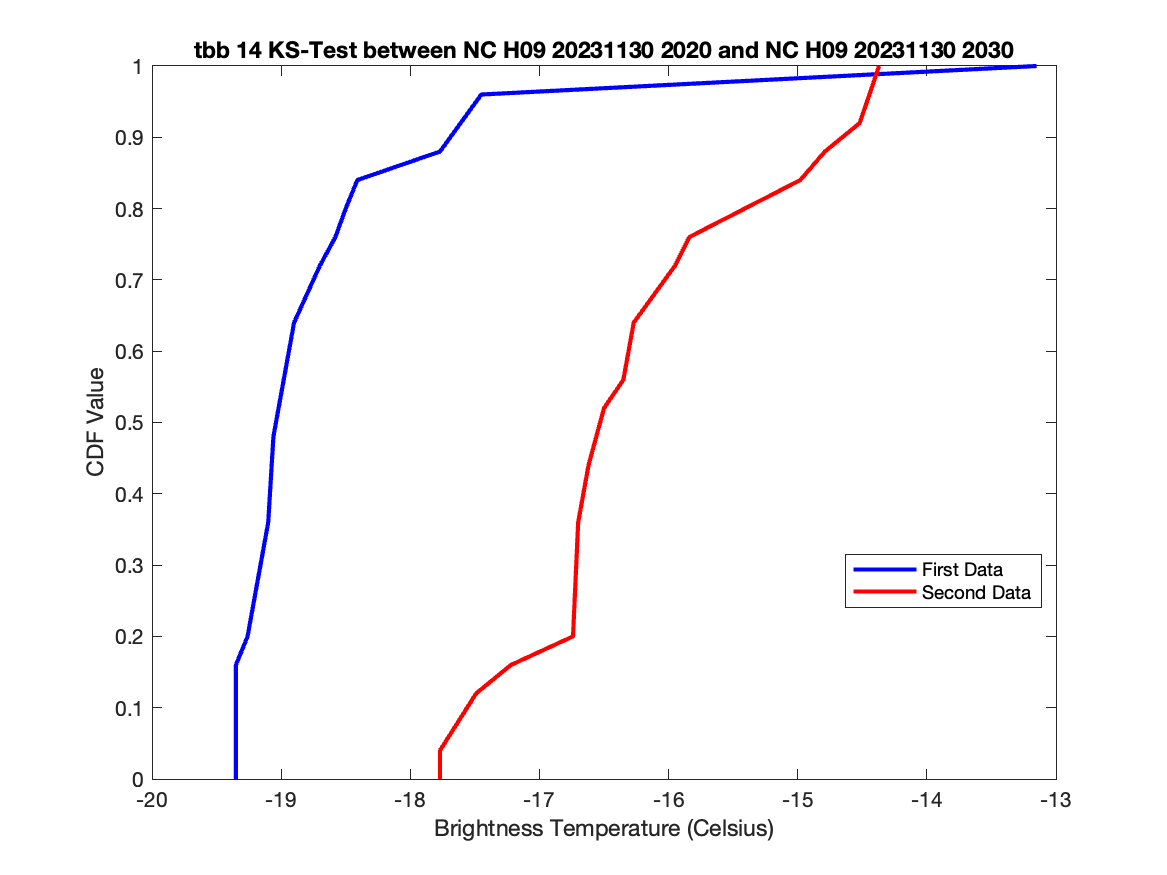 tbb 14 KS-Test between NC H09 20231130 2020 and NC H09 20231130 2030
1
0.9
0.8
0.7
0.6
0.5
0.4
0.3
0.2
0.1
0
CDF Value
First Data
Second Data
-20 -19 -18 -17 -16 -15 -14 -13
Brightness Temperature (Celsius)